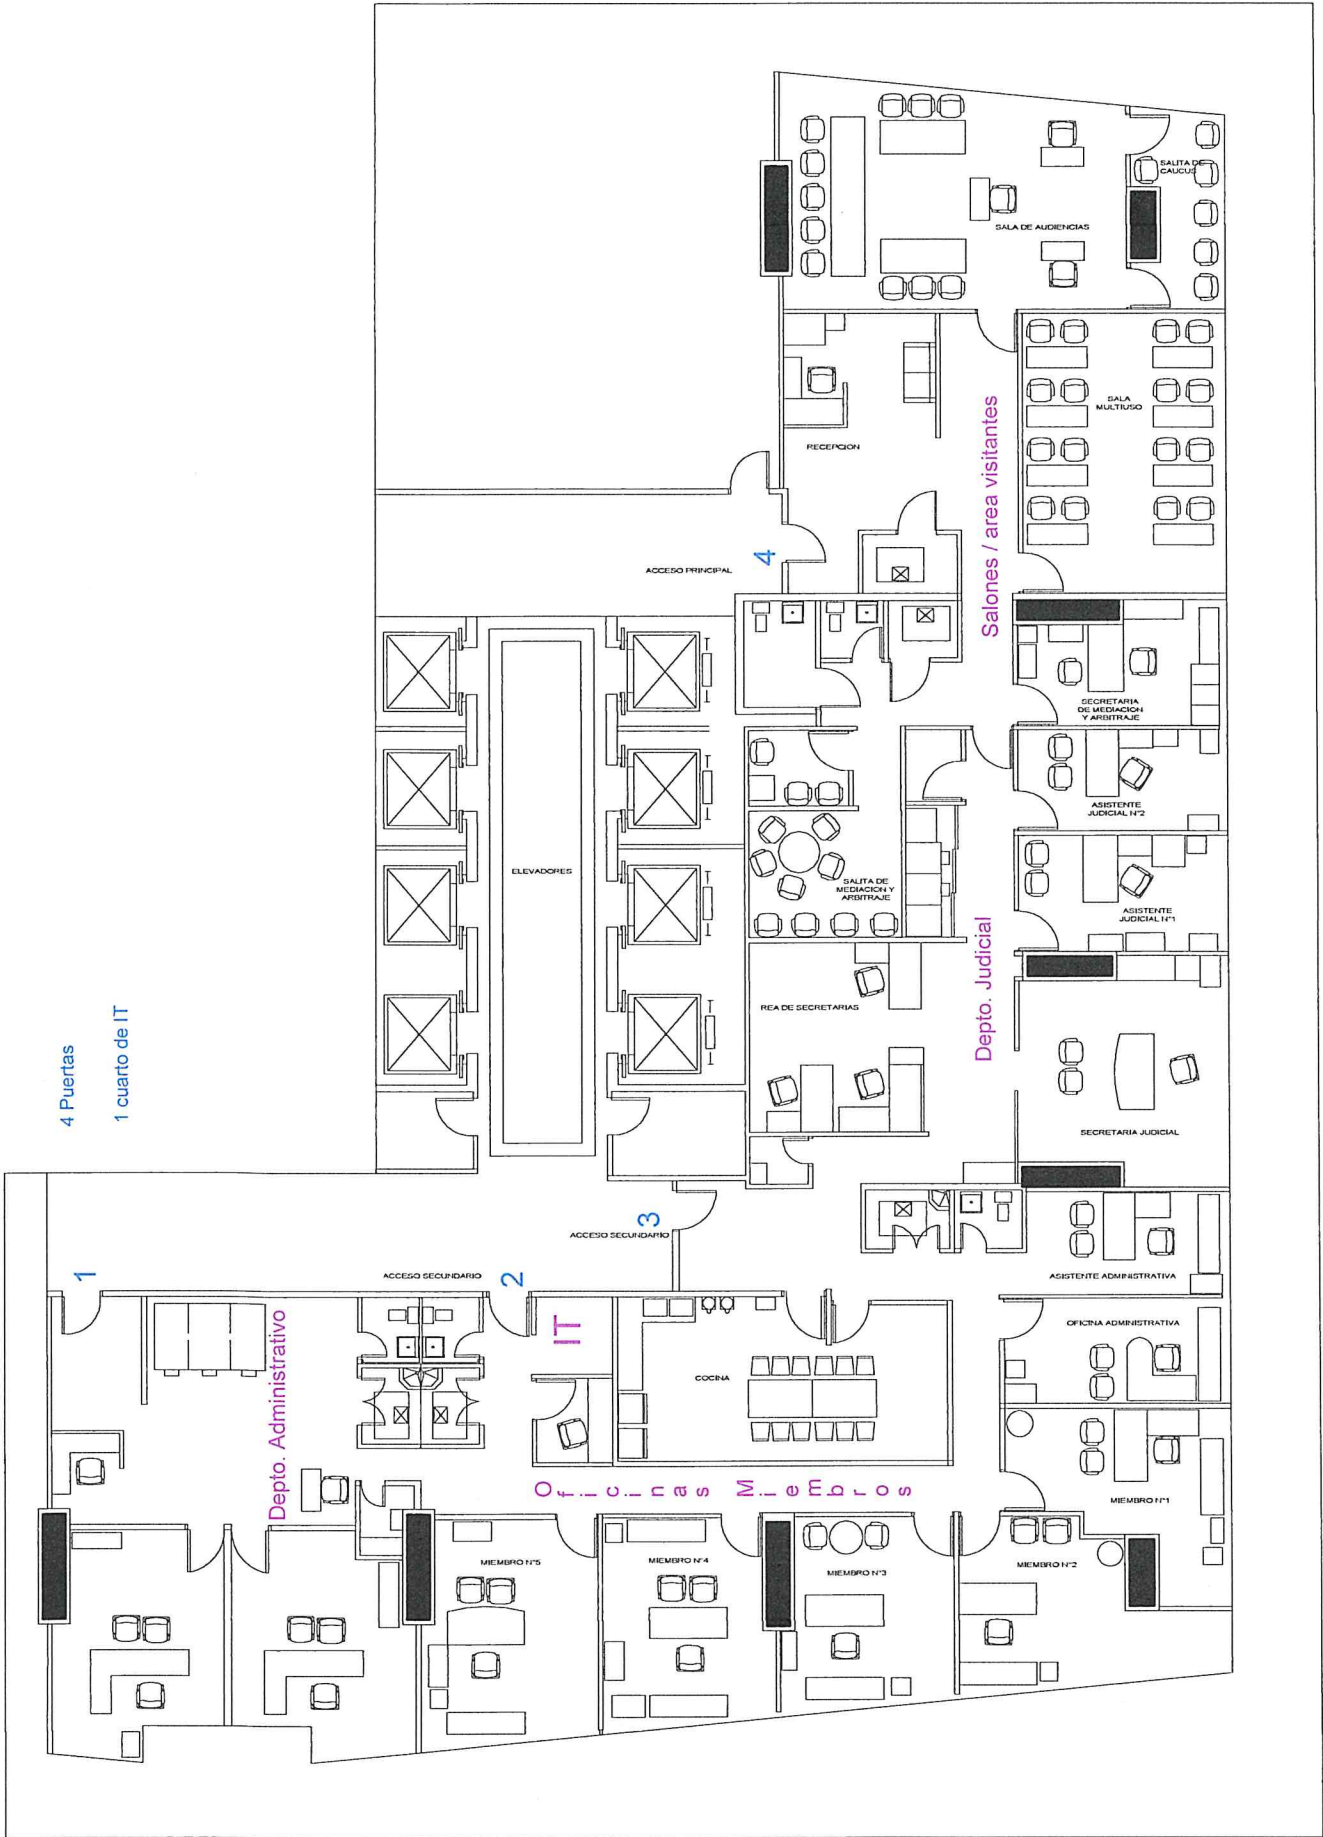 4 Puertas
1 cuarto de IT
SALITA DE
CAUCUS
SALA DE AUDIENCIAS
SALA
MULTIUSO
RECEPCION
Salones / area visitantes
4
ACCESO PRINCIPAL
SECRETARIA
DE MEDIACION
Y ARBITRAJE
ASISTENTE
JUDICIAL N°2
ELEVADORES
SALITA DE
MEDIACION Y
ARBITRAJE
ASISTENTE
JUDICIAL N°1
Depto. Judicial
REA DE SECRETARIAS
SECRETARIA JUDICIAL
3
ACCESO SECUNDARIO
1
ACCESO SECUNDARIO
2
ASISTENTE ADMINISTRATIVA
OFICINA ADMINISTRATIVA
IT
Depto. Administrativo
COCINA
Oficinas Miembros
MIEMBRO N°1
MIEMBRO N°5
MIEMBRO N°4
MIEMBRO N°3
MIEMBRO N°2